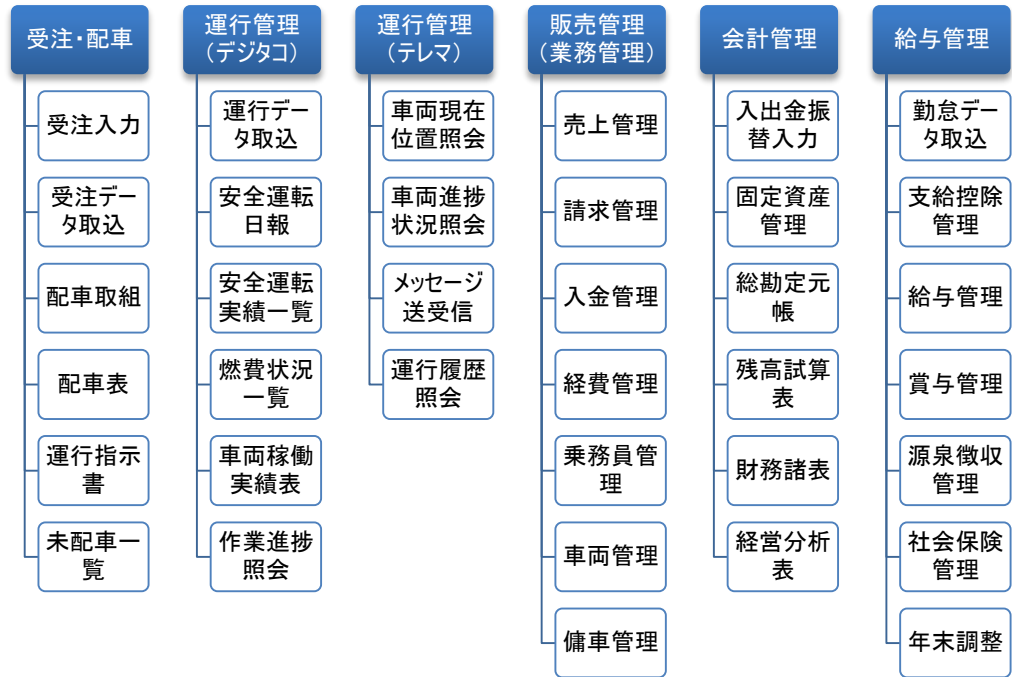 受注・配車
受注入力
受注デー
タ取込
配車取組
配車表
運行指示
書
未配車一
覧
運行管理
（デジタコ）
運行デー
タ取込
安全運転
日報
安全運転
実績一覧
燃費状況
一覧
車両稼働
実績表
作業進捗
照会
運行管理
（テレマ）
車両現在
位置照会
車両進捗
状況照会
メッセージ
送受信
運行履歴
照会
販売管理
（業務管理）
売上管理
請求管理
入金管理
経費管理
乗務員管
理
車両管理
傭車管理
会計管理
入出金振
替入力
固定資産
管理
総勘定元
帳
残高試算
表
財務諸表
経営分析
表
給与管理
勤怠デー
タ取込
支給控除
管理
給与管理
賞与管理
源泉徴収
管理
社会保険
管理
年末調整